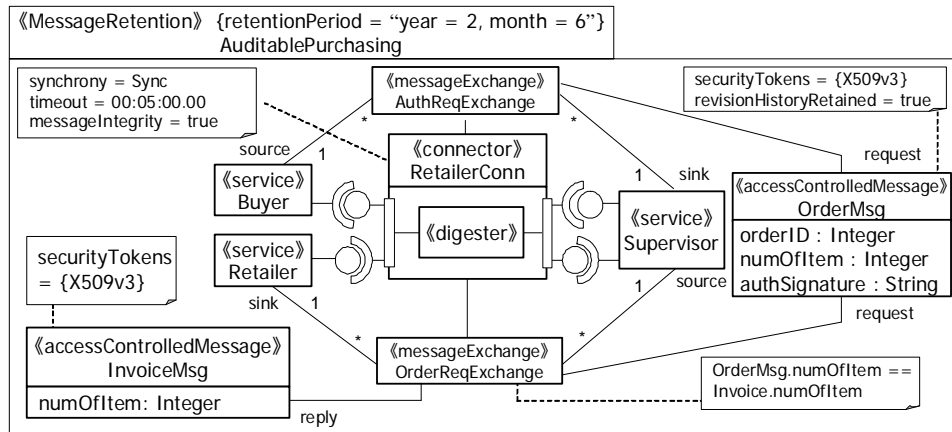 《MessageRetention》 {retentionPeriod = “year = 2, month = 6”}
AuditablePurchasing
synchrony = Sync
timeout = 00:05:00.00
messageIntegrity = true
《messageExchange》
AuthReqExchange
securityTokens = {X509v3}
revisionHistoryRetained = true
*
*
source
1
《connector》
RetailerConn
request
sink
1
《service》
Buyer
《accessControlledMessage》
OrderMsg
orderID : Integer
numOfItem : Integer
authSignature : String
《digester》
《service》
Supervisor
securityTokens
= {X509v3}
《service》
Retailer
sink
1
1
source
request
*
*
《accessControlledMessage》
InvoiceMsg
numOfItem: Integer
《messageExchange》
OrderReqExchange
OrderMsg.numOfItem ==
Invoice.numOfItem
reply